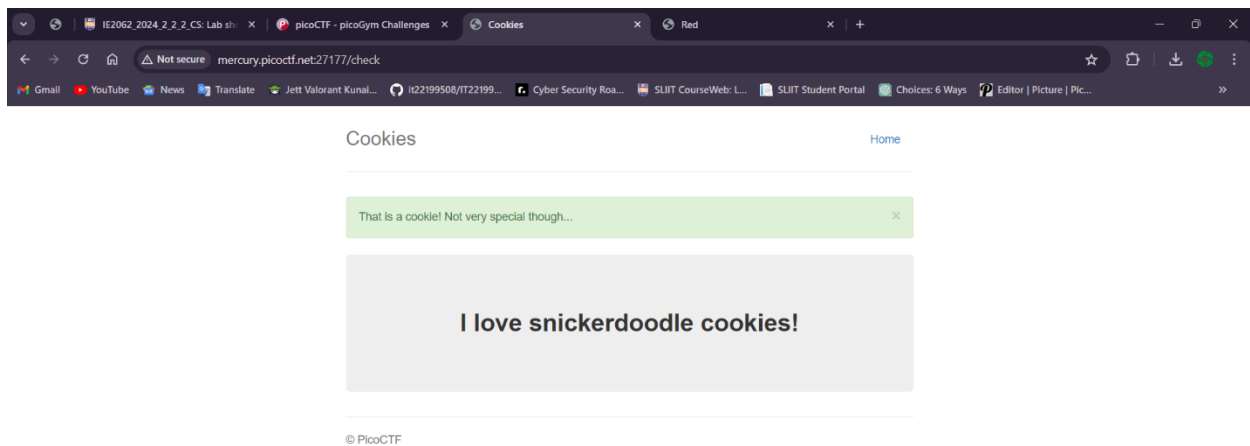 IE2062_2024_2_2_2_CS: Lab sh
picoCTF - picoGym Challenges
Cookies
Red
Not secure mercury.picoctf.net:27177/check
Gmail YouTube News Translate Jett Valorant Kunai... it22199508/IT22199... Cyber Security Roa... SLIIT CourseWeb: L... SLIIT Student Portal Choices: 6 Ways Editor | Picture | Pic...
Cookies Home
That is a cookie! Not very special though... ×
I love snickerdoodle cookies!
© PicoCTF